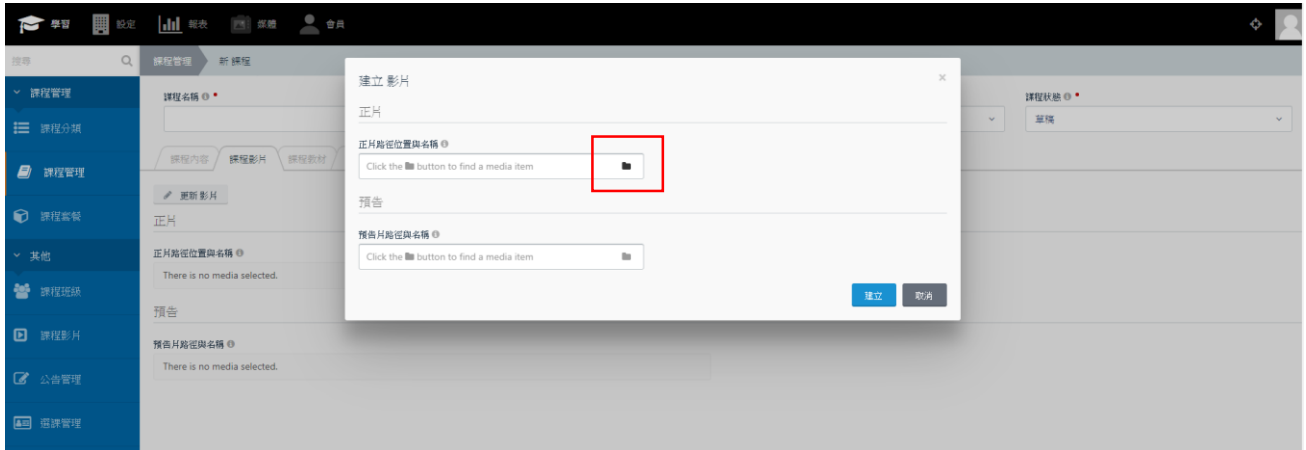 學習 設定 報表 媒體 會員
搜尋
課程管理 新 課程
課程管理
課程分類
課程管理
課程套餐
其他
課程班級
課程影片
公告管理
選課管理
課程名稱
課程狀態
草稿
課程內容 課程影片 課程教材
更新 影片
正片
正片路徑位置與名稱
There is no media selected.
預告
預告片路徑與名稱
There is no media selected.
建立 影片
×
正片
正片路徑位置與名稱
Click the button to find a media item
預告
預告片路徑與名稱
Click the button to find a media item
建立 取消